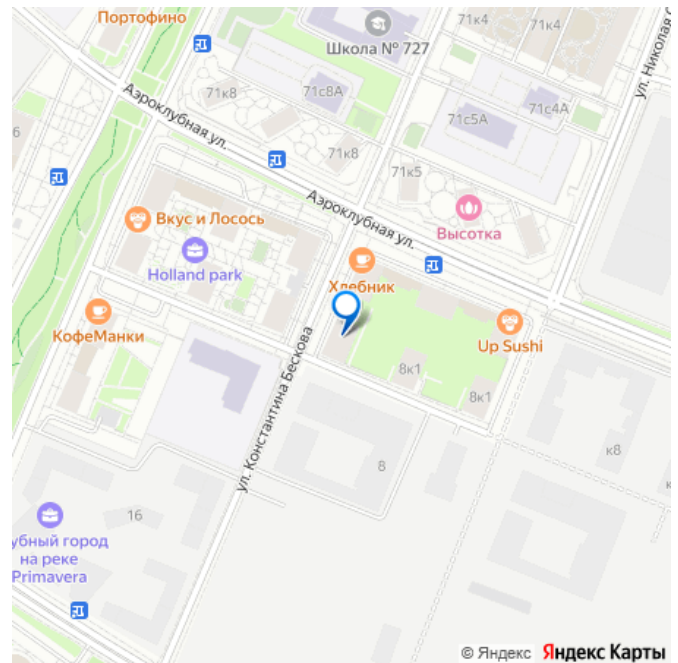 Портофино
71к4
71к4
Школа № 727
ул. Николая С
71к8
71с8А
Аэроклубная ул.
71с5А
71с4А
6
71к8
71к5
Аэроклубная ул.
Вкус и Лосось
Высотка
Holland park
Хлебник
КофеМанки
Up Sushi
ул. Константина Бескова
8к1
8к1
8
к8
16
убный город
на реке
Primavera
© Яндекс Яндекс Карты